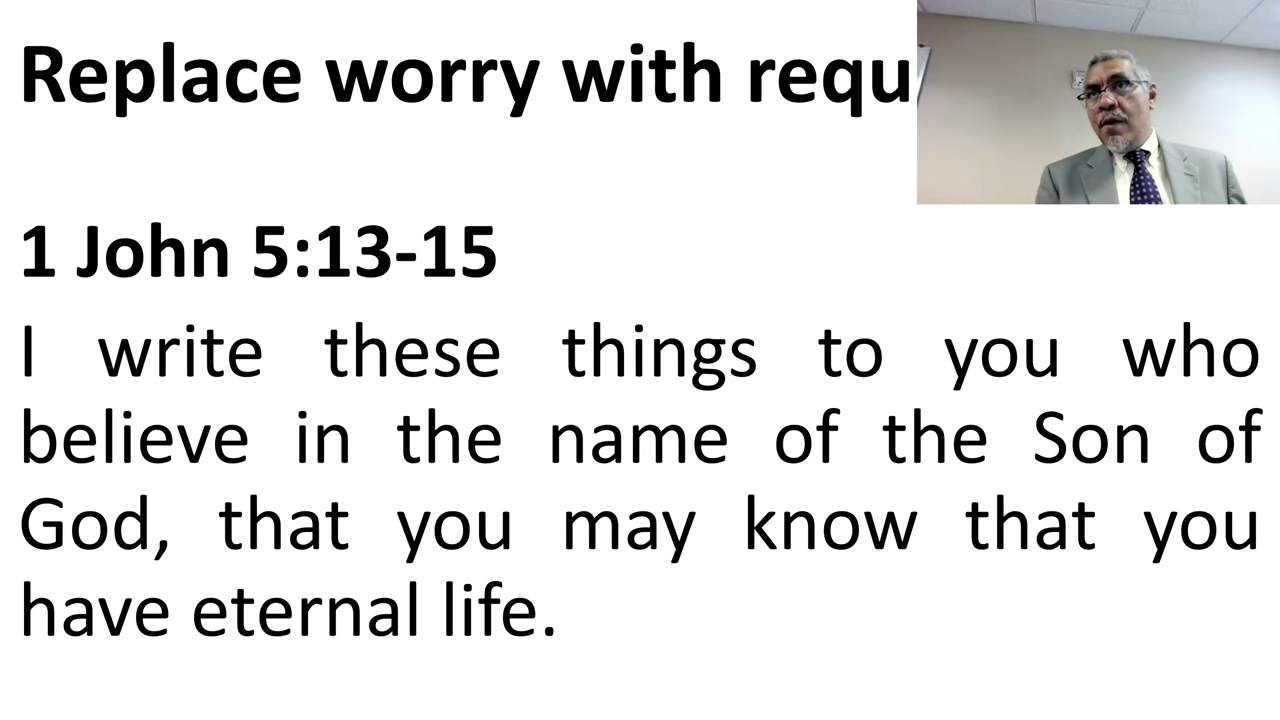 Replace worry with requ
1 John 5:13-15
I write these things to you who
believe in the name of the Son of
God, that you may know that you
have eternal life.